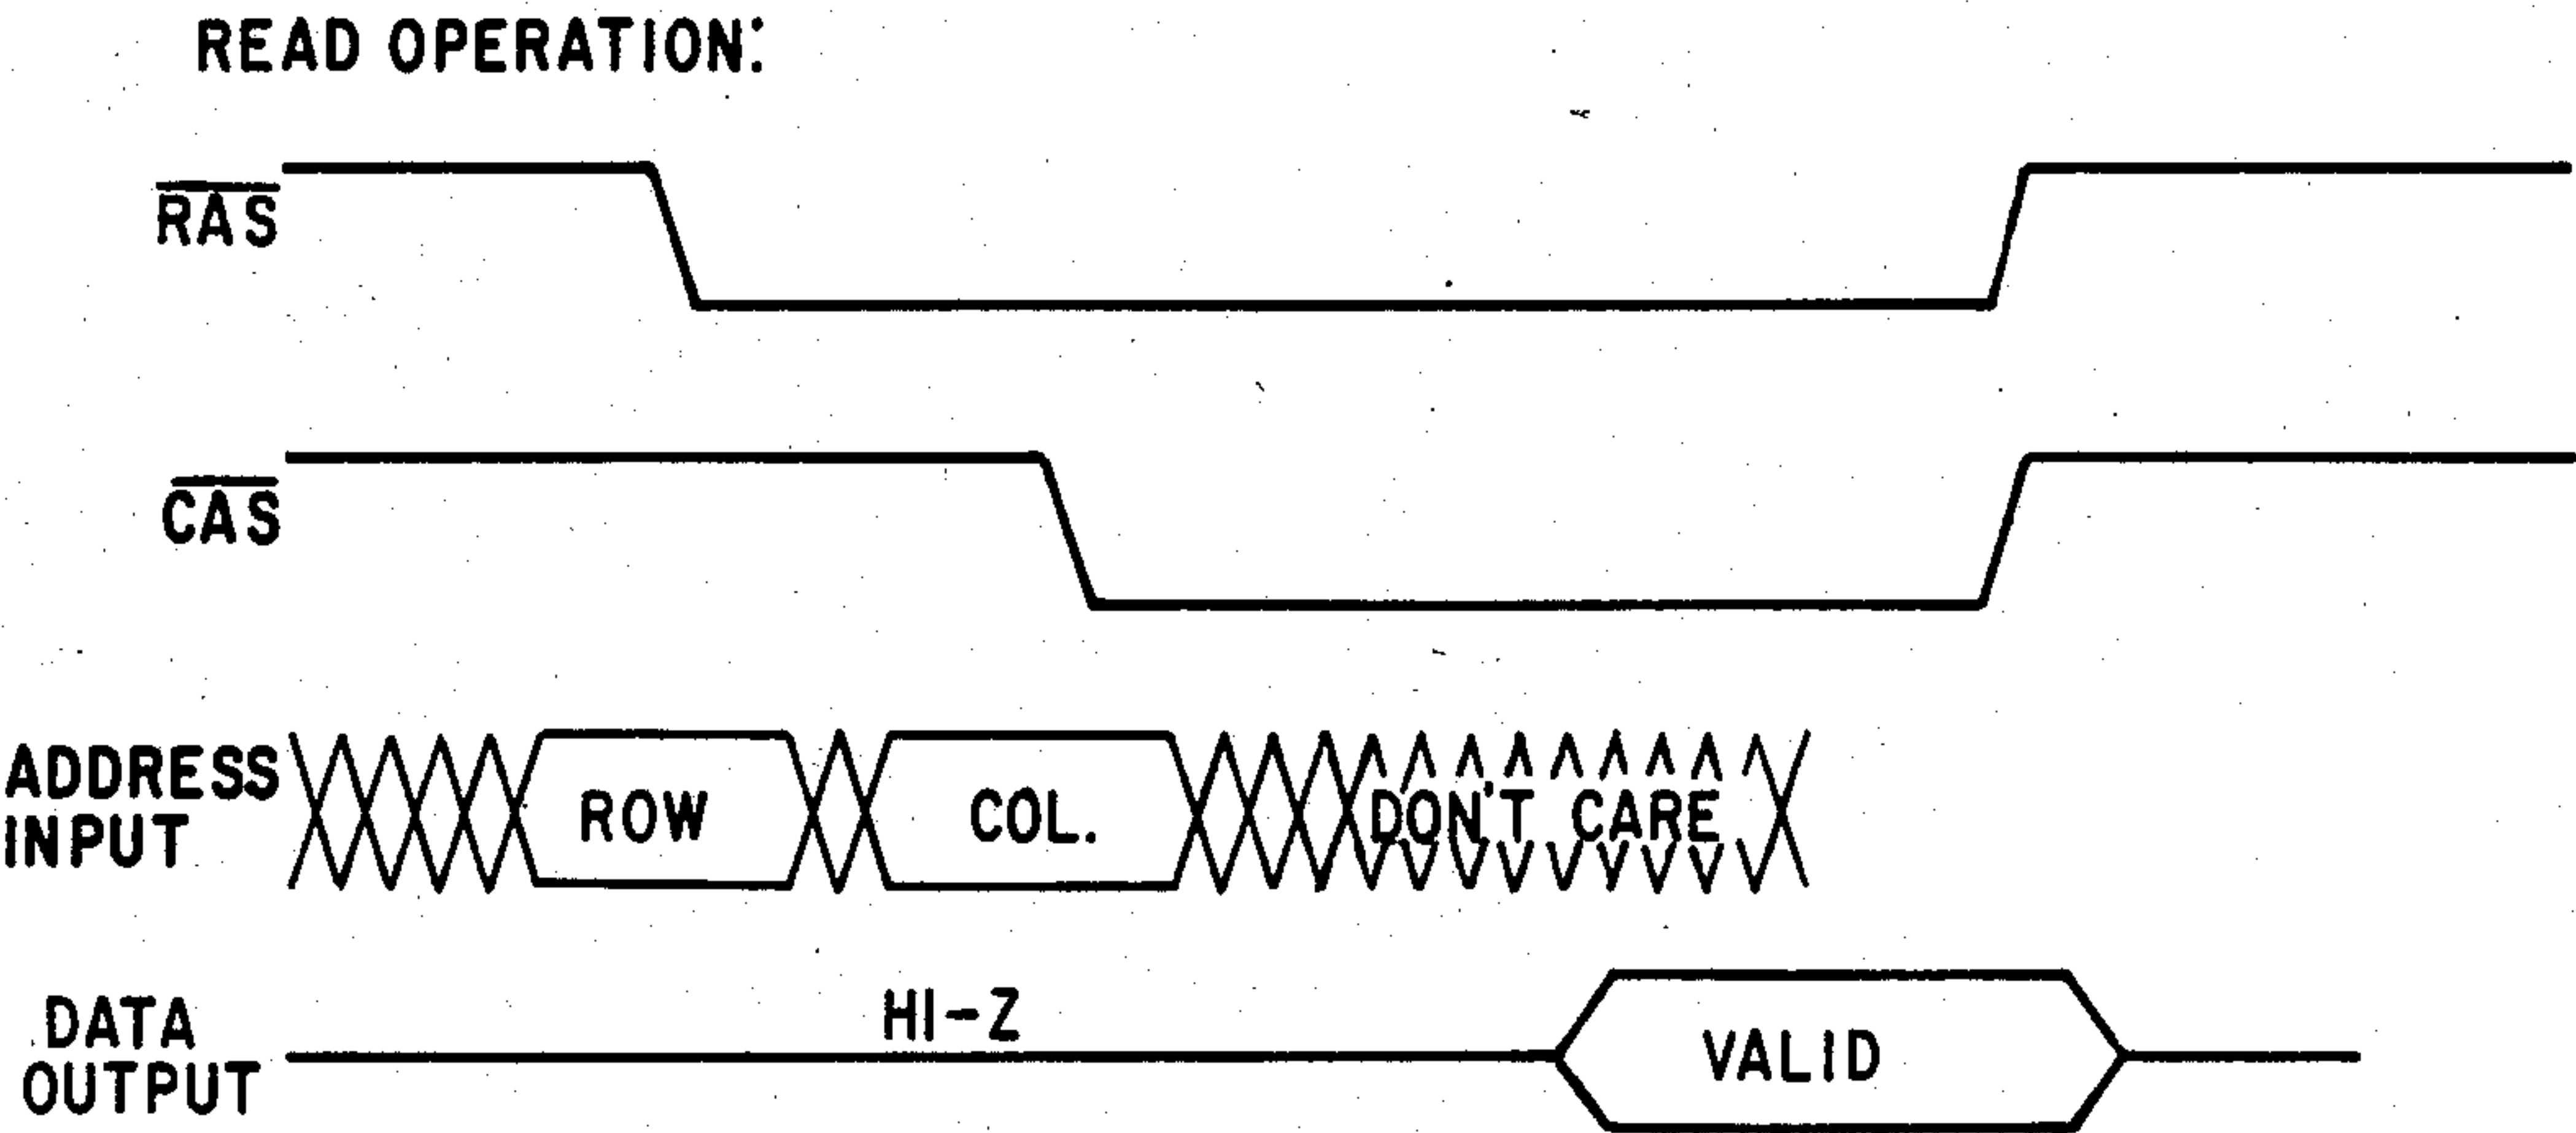 READ OPERATION:
RAS
CAS
ADDRESS
INPUT
ROW
COL.
DON'T CARE
DATA
OUTPUT
HI-Z
VALID